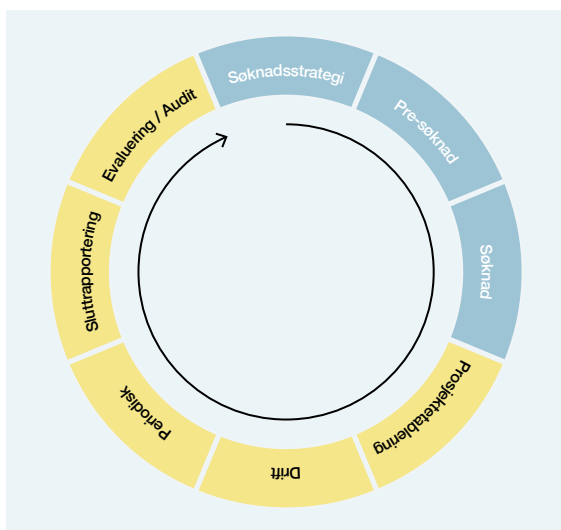 Søknadsstrategi
Pre-søknad
Søknad
Prosjektetablering
Drift
Periodisk
Sluttrapportering
Evaluering / Audit